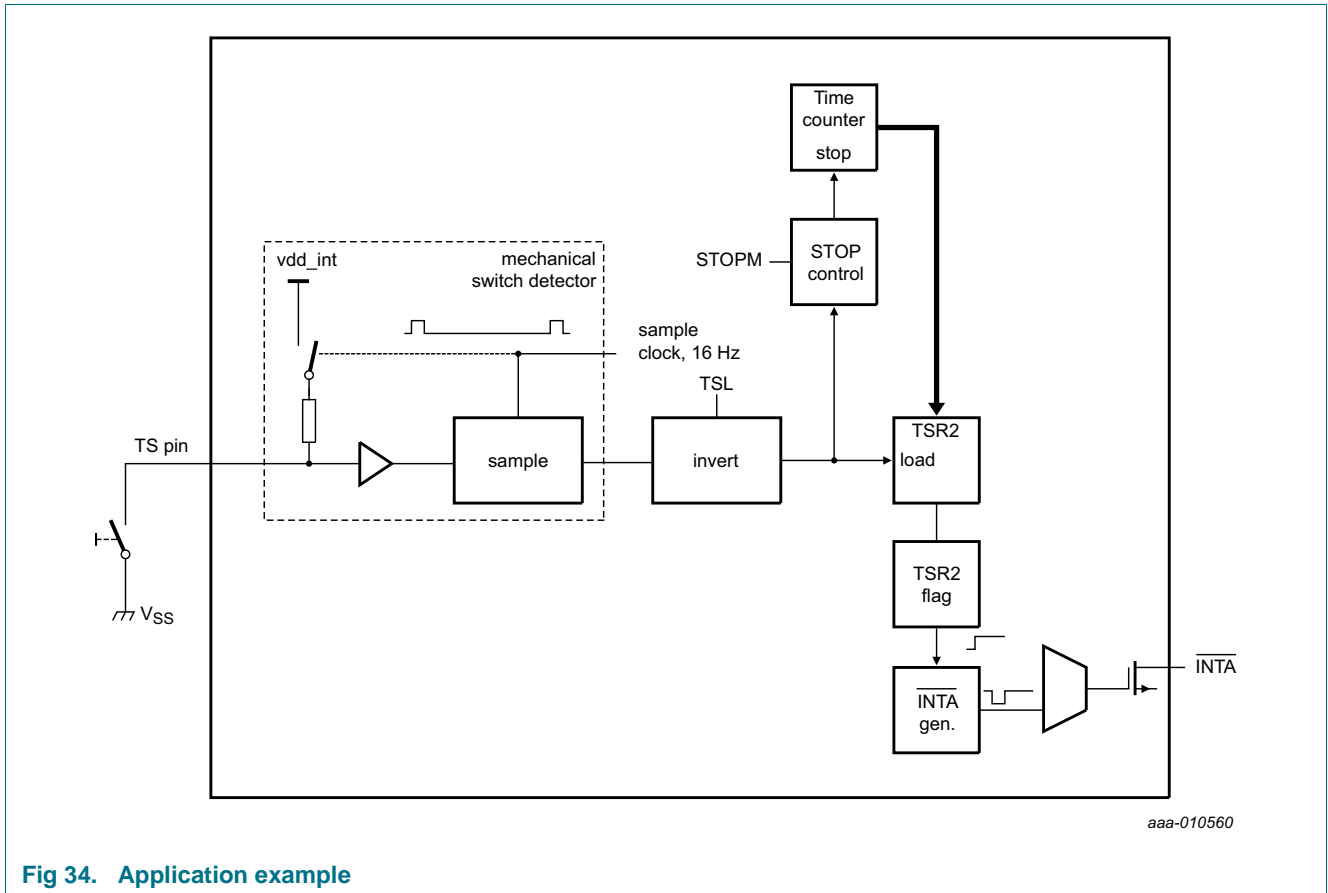 Time
counter
stop
STOPM
STOP
control
vdd_int
mechanical
switch detector
sample
clock, 16 Hz
TSL
TS pin
sample
invert
TSR2
load
TSR2
flag
VSS
INTA
gen.
INTA
aaa-010560
Fig 34. Application example